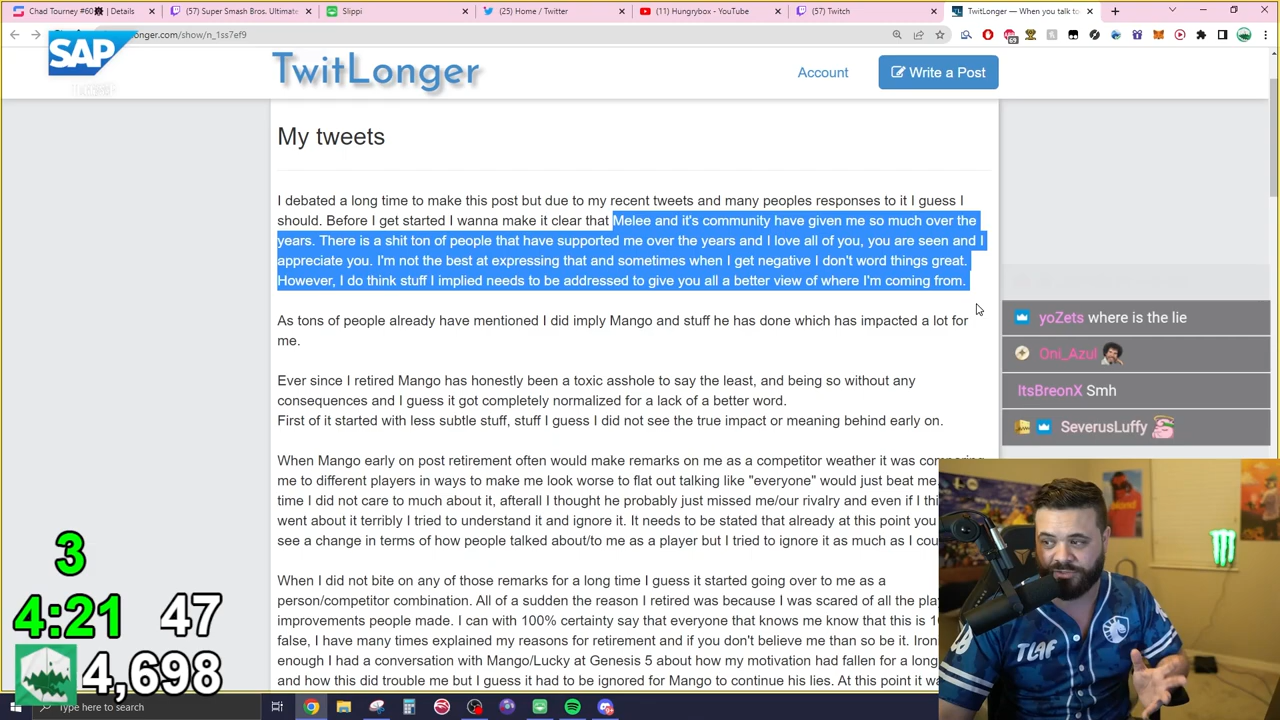 Chad Tourney #60 | Details
(57) Super Smash Bros. Ultimate
Slippi
(25) Home / Twitter
(11) Hungrybox - YouTube
(57) Twitch
TwitLonger — When you talk to
longer.com/show/n_1ss7ef9
69
SAP
TwitLonger
Account
Write a Post
My tweets
I debated a long time to make this post but due to my recent tweets and many peoples responses to it I guess I
should. Before I get started I wanna make it clear that Melee and it's community have given me so much over the
years. There is a shit ton of people that have supported me over the years and I love all of you, you are seen and I
appreciate you. I'm not the best at expressing that and sometimes when I get negative I don't word things great.
However, I do think stuff I implied needs to be addressed to give you all a better view of where I'm coming from.
As tons of people already have mentioned I did imply Mango and stuff he has done which has impacted a lot for
me.
Ever since I retired Mango has honestly been a toxic asshole to say the least, and being so without any
consequences and I guess it got completely normalized for a lack of a better word.
First of it started with less subtle stuff, stuff I guess I did not see the true impact or meaning behind early on.
When Mango early on post retirement often would make remarks on me as a competitor weather it was
me to different players in ways to make me look worse to flat out talking like "everyone" would just beat me
time I did not care to much about it, afterall I thought he probably just missed me/our rivalry and even if I
went about it terribly I tried to understand it and ignore it. It needs to be stated that already at this point you
see a change in terms of how people talked about/to me as a player but I tried to ignore it as much as I
When I did not bite on any of those remarks for a long time I guess it started going over to me as a
person/competitor combination. All of a sudden the reason I retired was because I was scared of all the
improvements people made. I can with 100% certainty say that everyone that knows me know that this is
false, I have many times explained my reasons for retirement and if you don't believe me than so be it.
enough I had a conversation with Mango/Lucky at Genesis 5 about how my motivation had fallen for a long
and how this did trouble me but I guess it had to be ignored for Mango to continue his lies. At this point it
yoZets where is the lie
Oni_Azul
ItsBreonX Smh
SeverusLuffy
3
4:21 47
4,698
TLAF
Type here to search